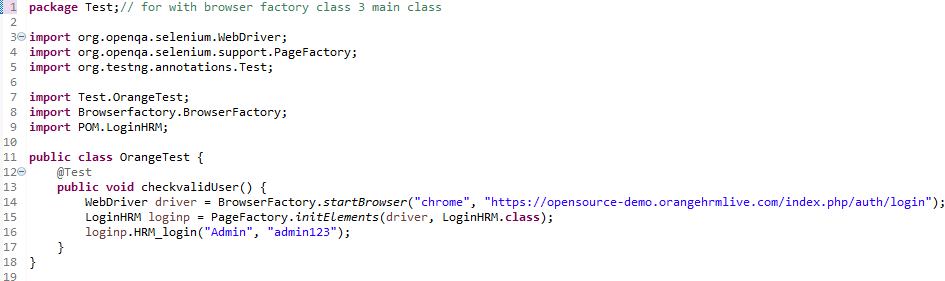 1 package Test;// for with browser factory class 3 main class
2
3 import org.openqa.selenium.WebDriver;
4 import org.openqa.selenium.support.PageFactory;
5 import org.testng.annotations.Test;
6
7 import Test.OrangeTest;
8 import Browserfactory.BrowserFactory;
9 import POM.LoginHRM;
10
11 public class OrangeTest {
12 @Test
13 public void checkvalidUser() {
14 WebDriver driver = BrowserFactory.startBrowser("chrome", "https://opensource-demo.orangehrmlive.com/index.php/auth/login");
15 LoginHRM loginp = PageFactory.initElements(driver, LoginHRM.class);
16 loginp.HRM_login("Admin", "admin123");
17 }
18 }
19